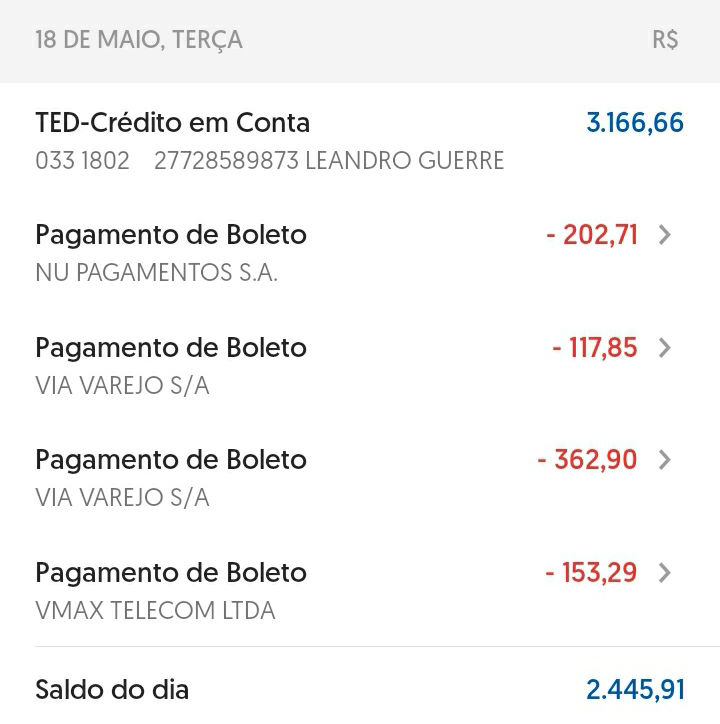 18 DE MAIO, TERÇA R$
TED-Crédito em Conta 3.166,66
033 1802 27728589873 LEANDRO GUERRE
Pagamento de Boleto - 202,71
NU PAGAMENTOS S.A.
Pagamento de Boleto - 117,85
VIA VAREJO S/A
Pagamento de Boleto - 362,90
VIA VAREJO S/A
Pagamento de Boleto - 153,29
VMAX TELECOM LTDA
Saldo do dia 2.445,91